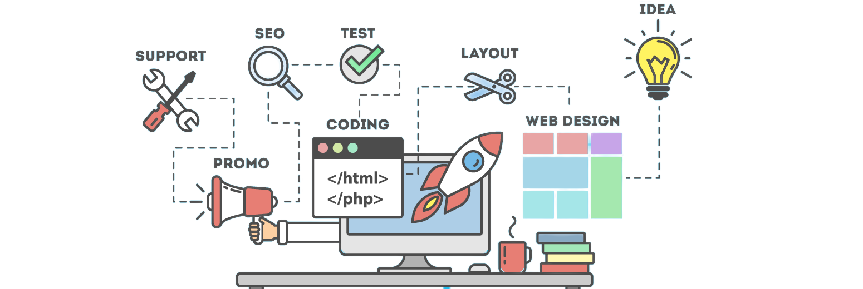 IDEA
SEO
TEST
SUPPORT
LAYOUT
CODING
WEB DESIGN
PROMO
</html>
</php>